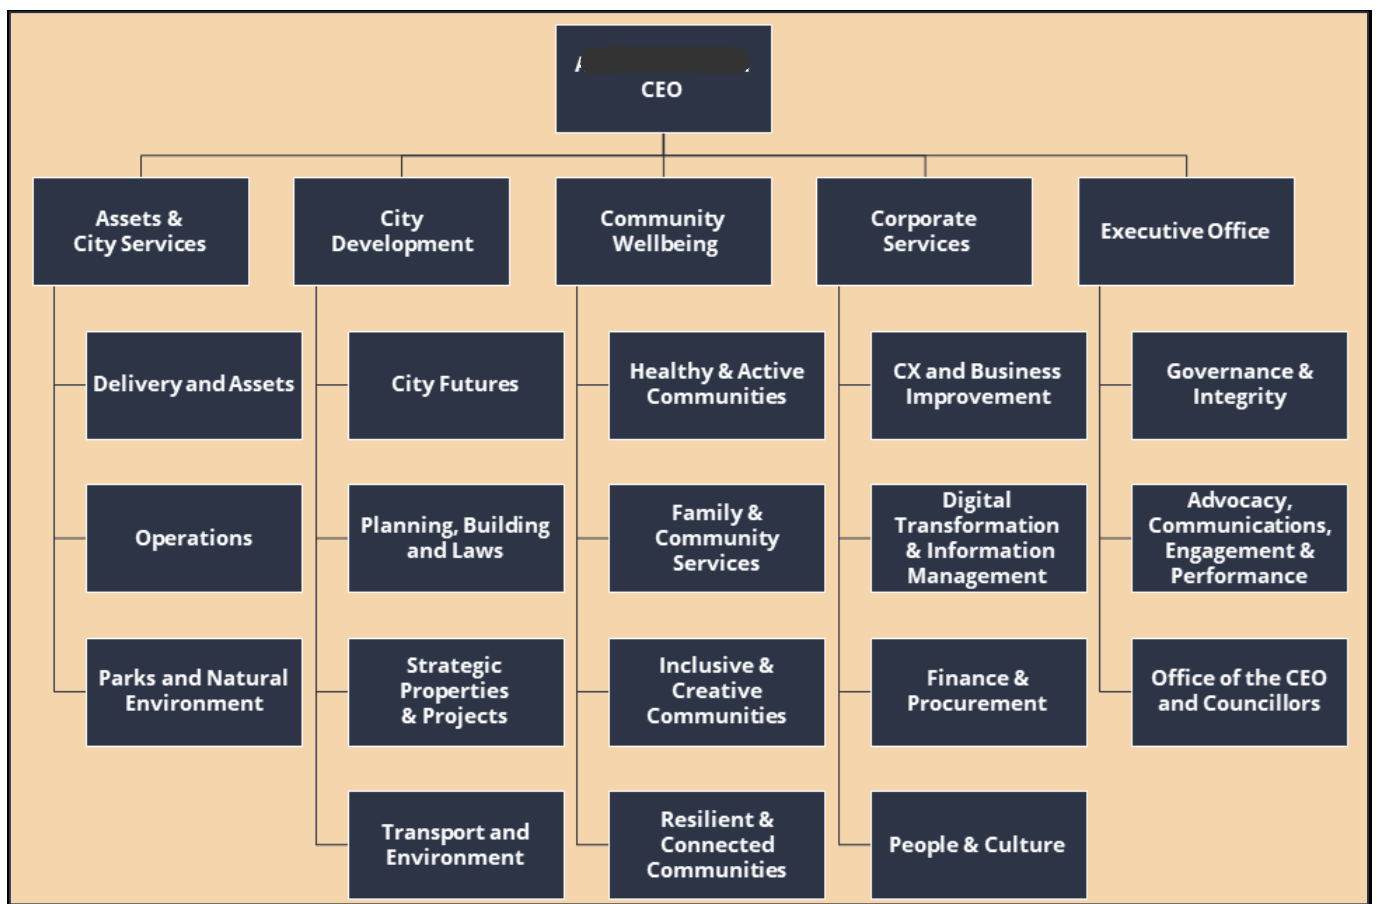 CEO
Assets &
City Services
City
Development
Community
Wellbeing
Corporate
Services
Executive Office
Delivery and Assets
City Futures
Healthy & Active
Communities
CX and Business
Improvement
Governance &
Integrity
Operations
Planning, Building
and Laws
Family &
Community
Services
Digital
Transformation
& Information
Management
Advocacy,
Communications,
Engagement &
Performance
Parks and Natural
Environment
Strategic
Properties
& Projects
Inclusive &
Creative
Communities
Finance &
Procurement
Office of the CEO
and Councillors
Transport and
Environment
Resilient &
Connected
Communities
People & Culture